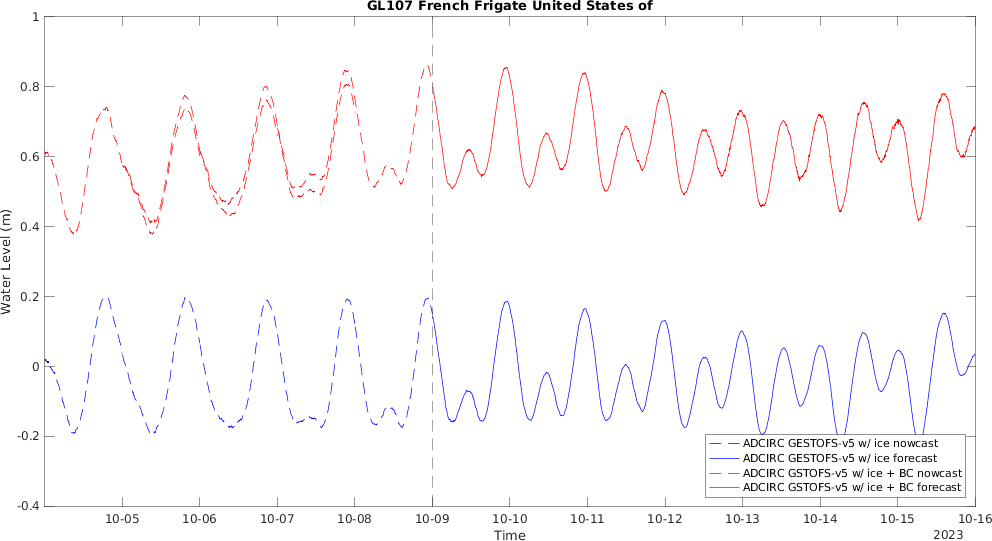 GL107 French Frigate United States of
Water Level (m)
1
0.8
0.6
0.4
0.2
0
-0.2
-0.4
ADCIRC GESTOFS-v5 w/ ice nowcast
ADCIRC GESTOFS-v5 w/ ice forecast
ADCIRC GSTOFS-v5 w/ ice + BC nowcast
ADCIRC GSTOFS-v5 w/ ice + BC forecast
10-05 10-06 10-07 10-08 10-09 10-10 10-11 10-12 10-13 10-14 10-15 10-16
Time
2023